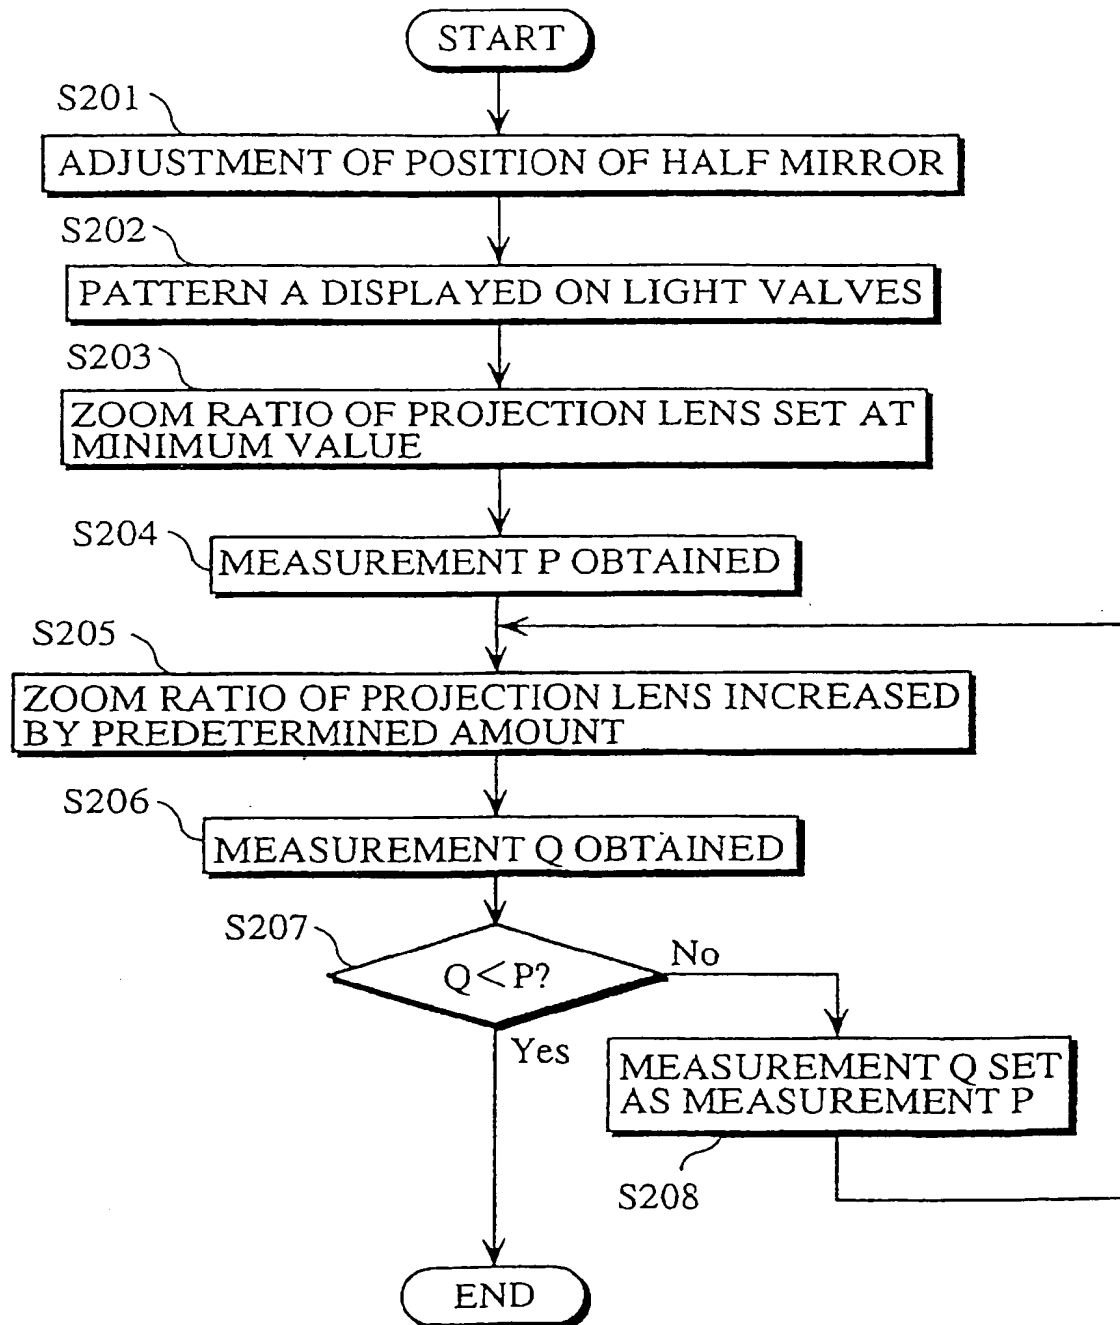 START
S201
ADJUSTMENT OF POSITION OF HALF MIRROR
S202
PATTERN A DISPLAYED ON LIGHT VALVES
S203
ZOOM RATIO OF PROJECTION LENS SET AT
MINIMUM VALUE
S204
MEASUREMENT P OBTAINED
S205
ZOOM RATIO OF PROJECTION LENS INCREASED
BY PREDETERMINED AMOUNT
S206
MEASUREMENT Q OBTAINED
S207
Q<P?
No
Yes
MEASUREMENT Q SET
AS MEASUREMENT P
S208
END